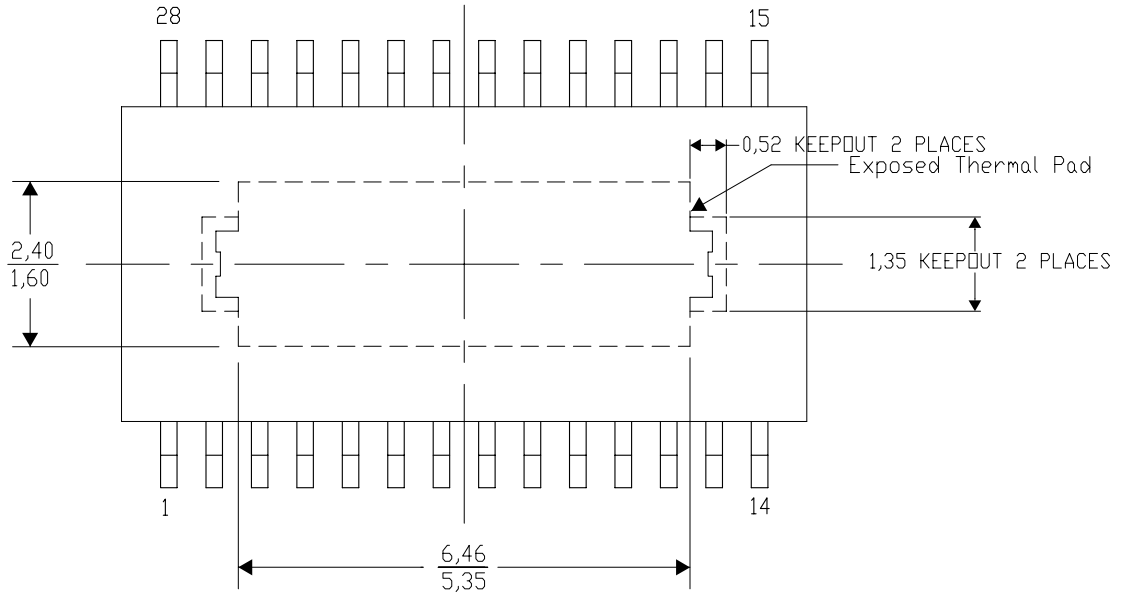 28
15
0,52 KEEPOUT 2 PLACES
Exposed Thermal Pad
2,40
1,60
1,35 KEEPOUT 2 PLACES
1
14
6,46
5,35